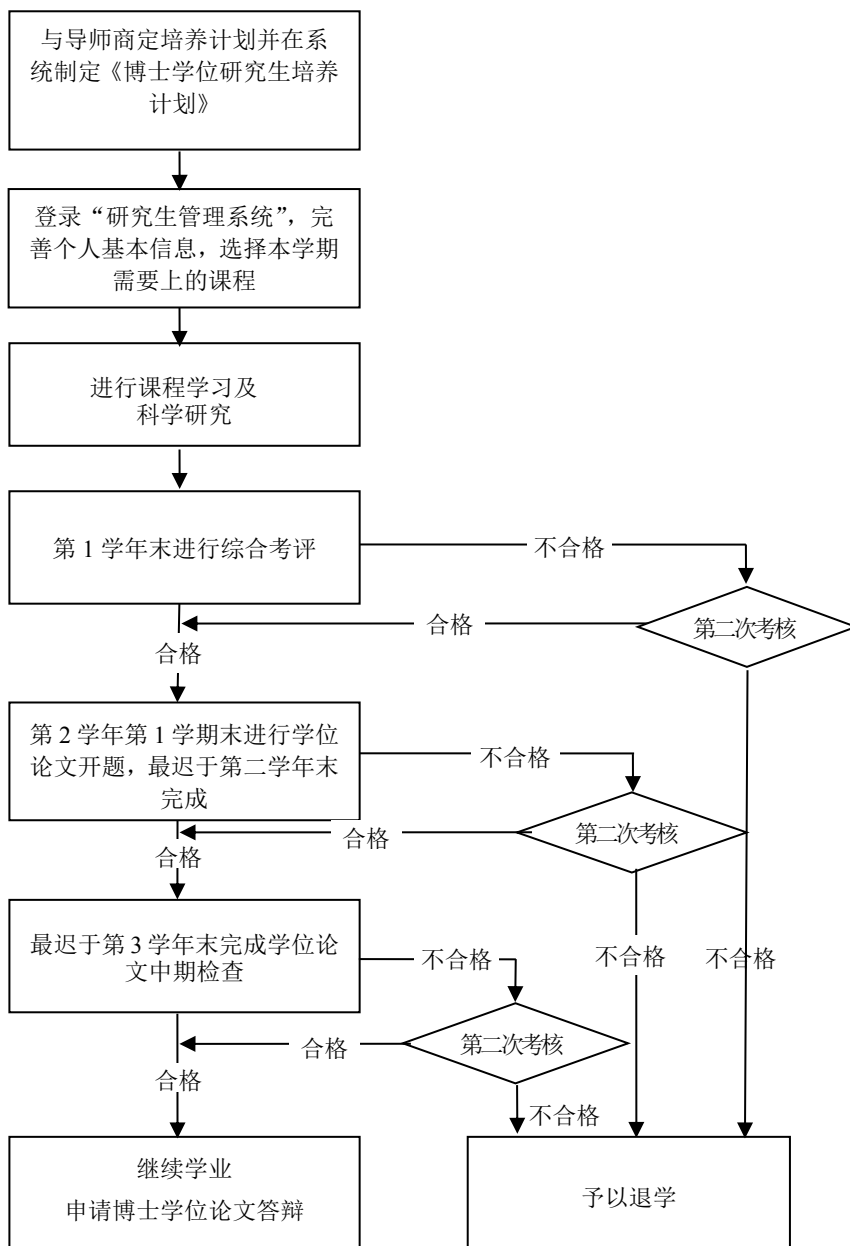 与导师商定培养计划并在系
统制定《博士学位研究生培养
计划》
登录“研究生管理系统”，完
善个人基本信息，选择本学期
需要上的课程
进行课程学习及
科学研究
第 1 学年末进行综合考评
不合格
第二次考核
合格
合格
第 2 学年第 1 学期末进行学位
论文开题，最迟于第二学年末
完成
不合格
第二次考核
合格
合格
最迟于第 3 学年末完成学位论
文中期检查
不合格
不合格
不合格
第二次考核
合格
合格
不合格
继续学业
申请博士学位论文答辩
予以退学